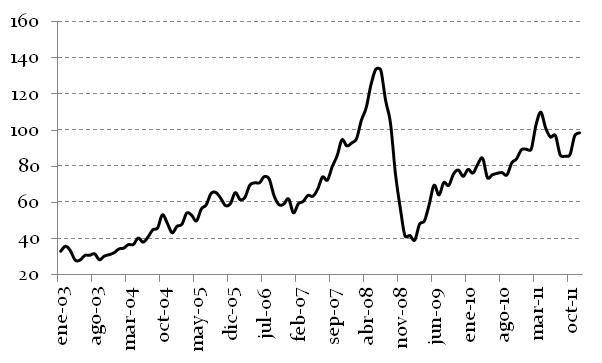 160
140
120
100
80
60
40
20
ene-03
ago-03
mar-04
oct-04
may-05
dic-05
jul-06
feb-07
sep-07
abr-08
nov-08
jun-09
ene-10
ago-10
mar-11
oct-11